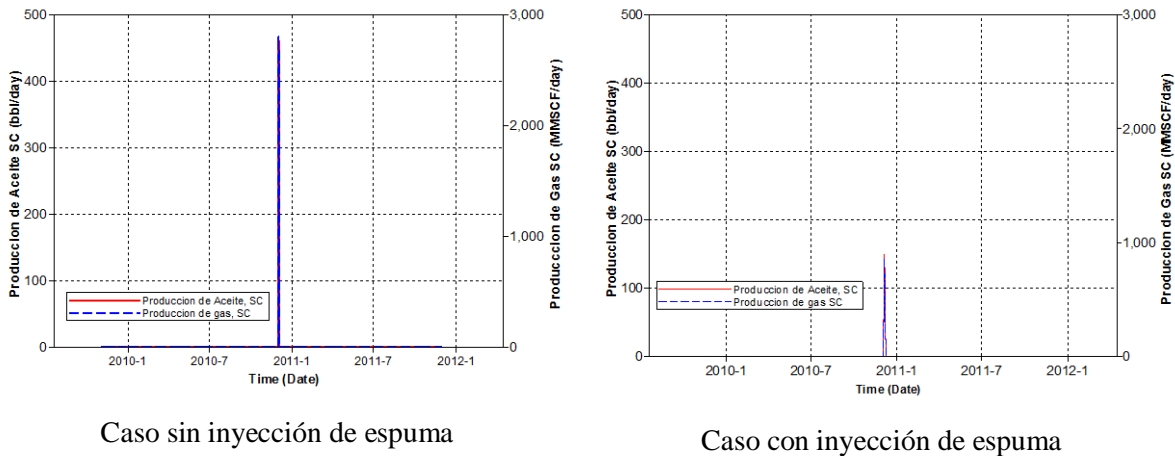 500
400
300
200
100
0
Produccion de Aceite SC (bbl/day)
3,000
2,000
1,000
0
Produccción de Gas SC (MMSCF/day)
Produccion de Aceite, SC
Produccion de gas, SC
2010-1 2010-7 2011-1 2011-7 2012-1
Time (Date)
Caso sin inyección de espuma
500
400
300
200
100
0
Produccion de Aceite SC (bbl/day)
3,000
2,000
1,000
0
Produccion de Gas SC (MMSCF/day)
Produccion de Aceite, SC
Produccion de gas SC
2010-1 2010-7 2011-1 2011-7 2012-1
Time (Date)
Caso con inyección de espuma